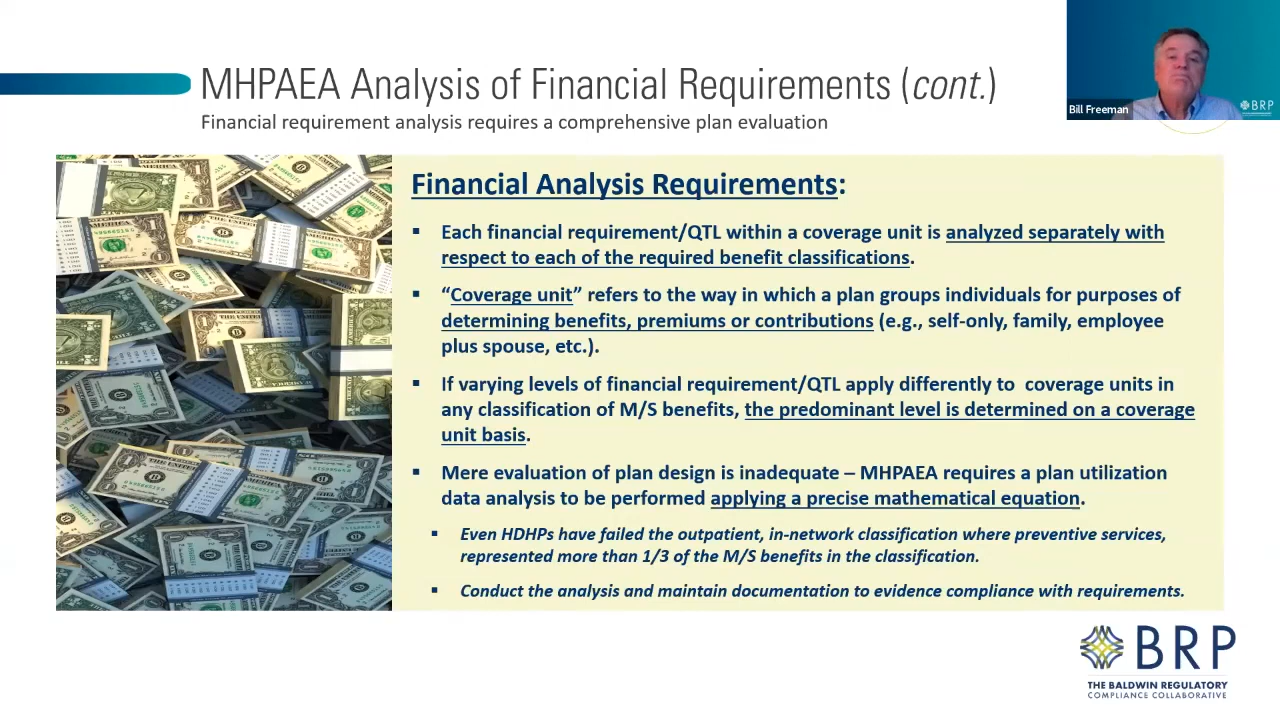 MHPAEA Analysis of Financial Requirements (cont.)
Financial requirement analysis requires a comprehensive plan evaluation
Bill Freeman
BRP
Financial Analysis Requirements:
▪ Each financial requirement/QTL within a coverage unit is analyzed separately with
respect to each of the required benefit classifications.
▪ “Coverage unit” refers to the way in which a plan groups individuals for purposes of
determining benefits, premiums or contributions (e.g., self-only, family, employee
plus spouse, etc.).
▪ If varying levels of financial requirement/QTL apply differently to coverage units in
any classification of M/S benefits, the predominant level is determined on a coverage
unit basis.
▪ Mere evaluation of plan design is inadequate – MHPAEA requires a plan utilization
data analysis to be performed applying a precise mathematical equation.
▪ Even HDHPs have failed the outpatient, in-network classification where preventive services,
represented more than 1/3 of the M/S benefits in the classification.
▪ Conduct the analysis and maintain documentation to evidence compliance with requirements.
BRP
THE BALDWIN REGULATORY
COMPLIANCE COLLABORATIVE